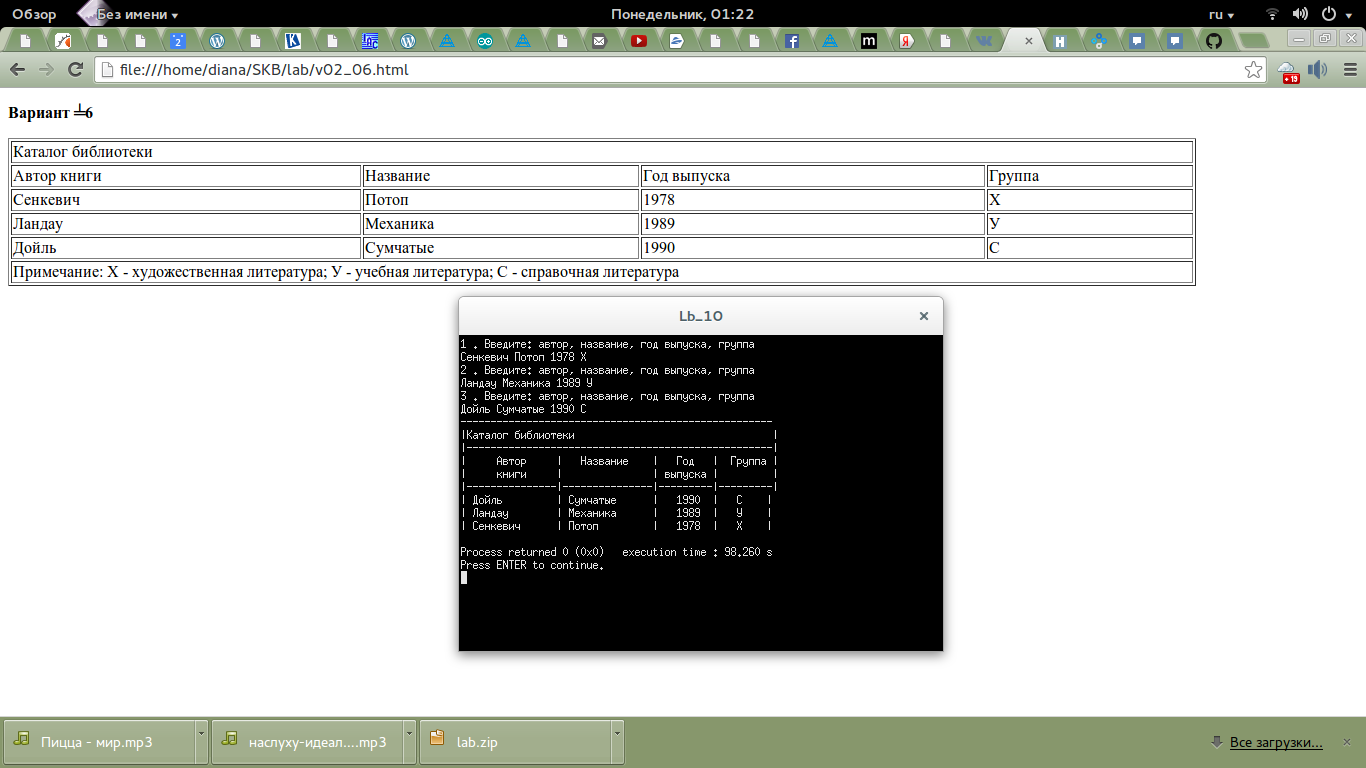 Обзор Без имени Понедельник, 01:22 ru
file:///home/diana/SKB/lab/v02_06.html
+13
Вариант ╧6
Каталог библиотеки
Автор книги Название Год выпуска Группа
Сенкевич Потоп 1978 Х
Ландау Механика 1989 У
Дойль Сумчатые 1990 С
Примечание: Х - художественная литература; У - учебная литература; С - справочная литература
Lb_10
1 . Введите: автор, название, год выпуска, группа
Сенкевич Потоп 1978 Х
2 . Введите: автор, название, год выпуска, группа
Ландау Механика 1989 У
3 . Введите: автор, название, год выпуска, группа
Дойль Сумчатые 1990 С
----------------------------------------------------
|Каталог библиотеки |
|---------------------------------------------------|
| Автор | Название | Год | Группа |
| книги | | выпуска | |
|---------------|---------------|---------|---------|
| Дойль | Сумчатые | 1990 | С |
| Ландау | Механика | 1989 | У |
| Сенкевич | Потоп | 1978 | Х |
Process returned 0 (0x0) execution time : 98.260 s
Press ENTER to continue.
Пицца - мир.mp3 наслуху-идеал....mp3 lab.zip Все загрузки...